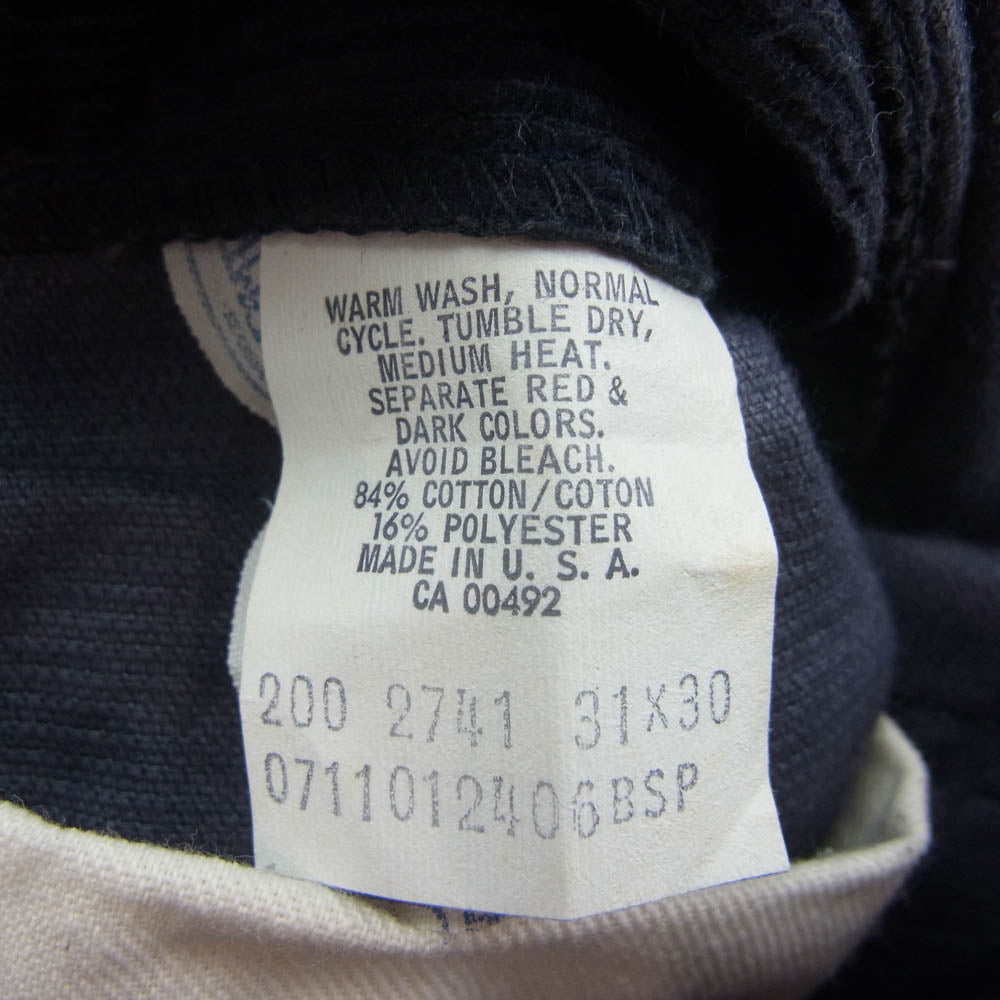 WARM WASH, NORMAL
CYCLE. TUMBLE DRY,
MEDIUM HEAT.
SEPARATE RED &
DARK COLORS.
AVOID BLEACH.
84% COTTON/COTON
16% POLYESTER
MADE IN U. S. A.
CA 00492
200 2741 31X30
0711012406BSP